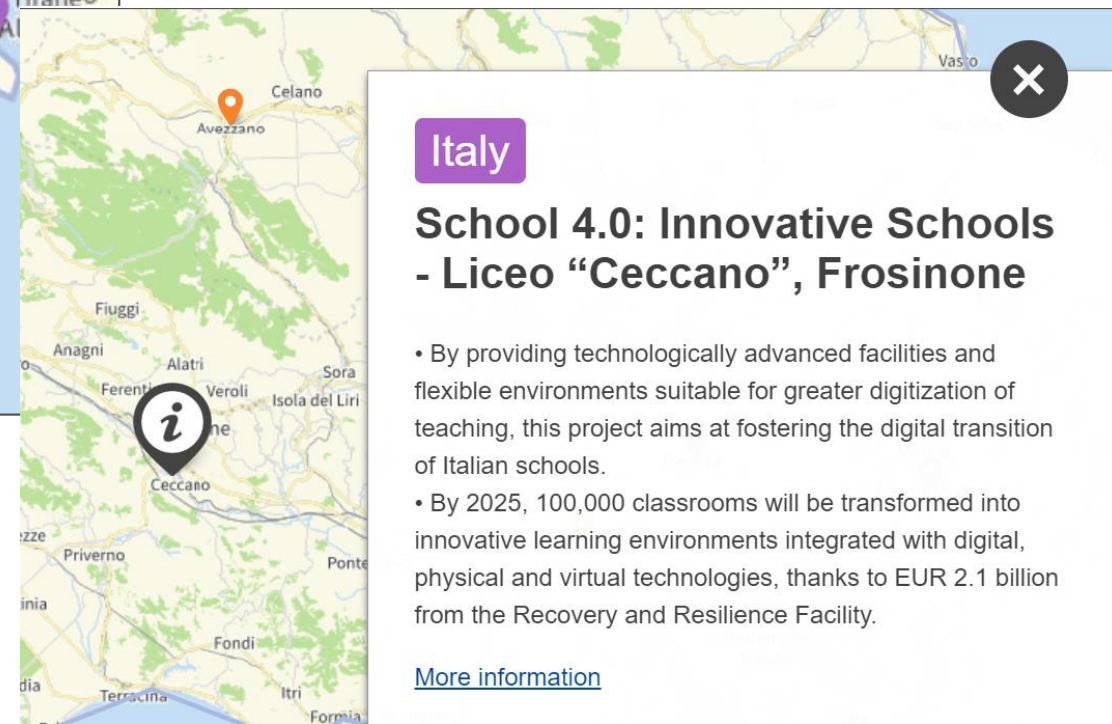 Vasto
Celano
Avezzano
Italy
School 4.0: Innovative Schools
- Liceo “Ceccano”, Frosinone
Fiuggi
Anagni
Alatri
Sora
Veroli
Isola del Liri
Ceccano
Priverno
Fondi
Terracina
Itri
Formia
• By providing technologically advanced facilities and
flexible environments suitable for greater digitization of
teaching, this project aims at fostering the digital transition
of Italian schools.
• By 2025, 100,000 classrooms will be transformed into
innovative learning environments integrated with digital,
physical and virtual technologies, thanks to EUR 2.1 billion
from the Recovery and Resilience Facility.
More information